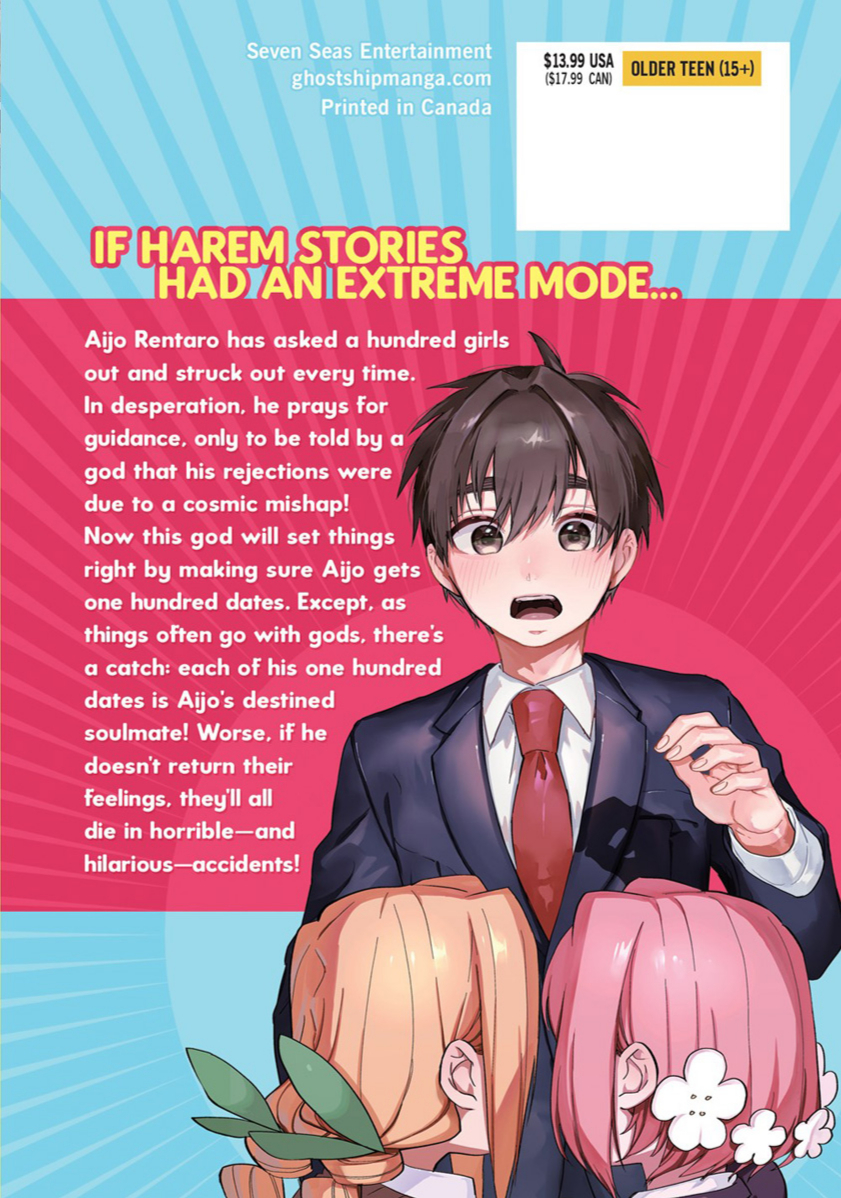 Seven Seas Entertainment
ghostshipmanga.com
Printed in Canada
$13.99 USA
($17.99 CAN)
OLDER TEEN (15+)
IF HAREM STORIES
HAD AN EXTREME MODE...
Aijo Rentaro has asked a hundred girls
out and struck out every time.
In desperation, he prays for
guidance, only to be told by a
god that his rejections were
due to a cosmic mishap!
Now this god will set things
right by making sure Aijo gets
one hundred dates. Except, as
things often go with gods, there's
a catch: each of his one hundred
dates is Aijo's destined
soulmate! Worse, if he
doesn't return their
feelings, they'll all
die in horrible—and
hilarious—accidents!